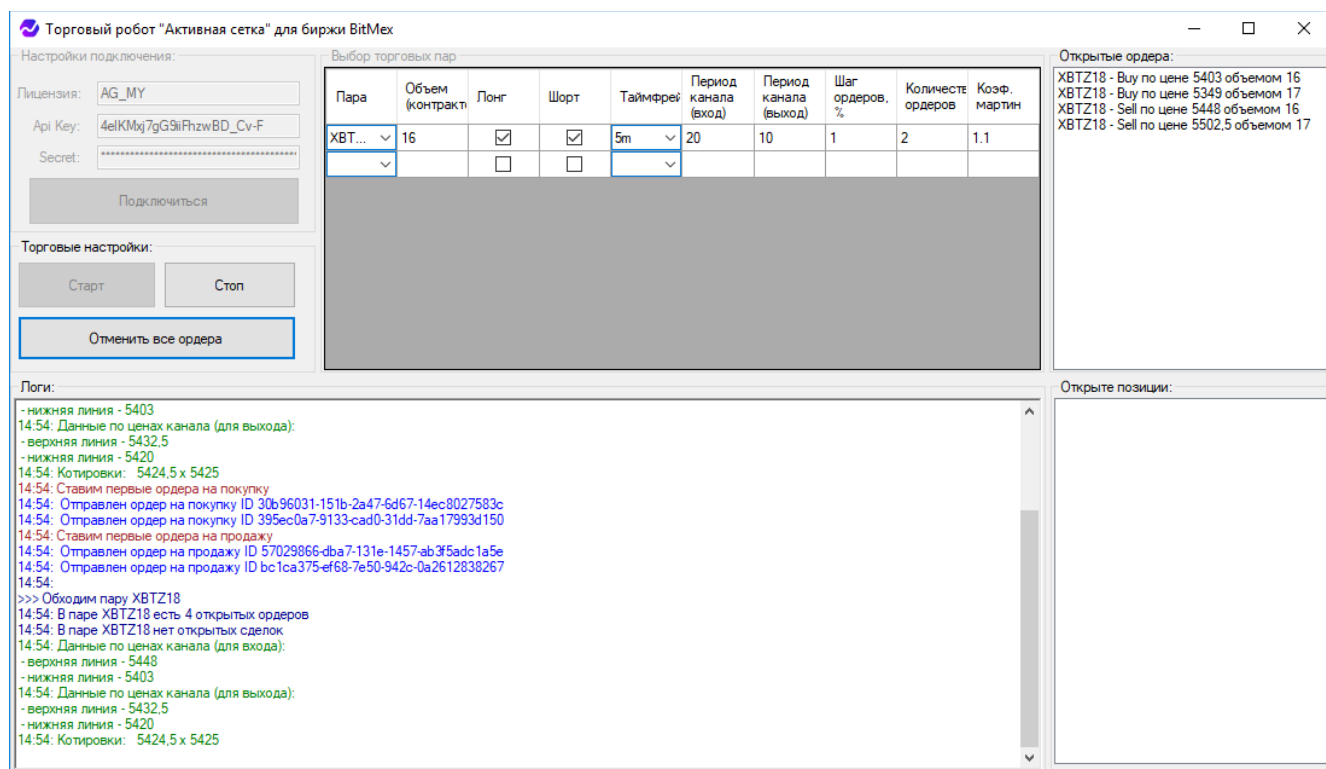 Торговый робот "Активная сетка" для биржи BitMex
Настройки подключения:
Лицензия: AG_MY
Api Key: 4elKMxj7gG9iiFhzwBD_Cv-F
Secret: ****************************************
Подключиться
Торговые настройки:
Старт Стоп
Отменить все ордера
Выбор торговых пар
Пара Объем (контракт Лонг Шорт Таймфрей Период канала (вход) Период канала (выход) Шаг ордеров, % Количеств ордеров Коэф. мартин
XBT... 16 5m 20 10 1 2 1.1
Открытые ордера:
XBTZ18 - Buy по цене 5403 объемом 16
XBTZ18 - Buy по цене 5349 объемом 17
XBTZ18 - Sell по цене 5448 объемом 16
XBTZ18 - Sell по цене 5502,5 объемом 17
Логи:
- нижняя линия - 5403
14:54: Данные по ценах канала (для выхода):
- верхняя линия - 5432,5
- нижняя линия - 5420
14:54: Котировки: 5424,5 x 5425
14:54: Ставим первые ордера на покупку
14:54: Отправлен ордер на покупку ID 30b96031-151b-2a47-6d67-14ec8027583c
14:54: Отправлен ордер на покупку ID 395ec0a7-9133-cad0-31dd-7aa17993d150
14:54: Ставим первые ордера на продажу
14:54: Отправлен ордер на продажу ID 57029866-dba7-131e-1457-ab3f5adc1a5e
14:54: Отправлен ордер на продажу ID bc1ca375-ef68-7e50-942c-0a2612838267
14:54:
>>> Обходим пару XBTZ18
14:54: В паре XBTZ18 есть 4 открытых ордеров
14:54: В паре XBTZ18 нет открытых сделок
14:54: Данные по ценах канала (для входа):
- верхняя линия - 5448
- нижняя линия - 5403
14:54: Данные по ценах канала (для выхода):
- верхняя линия - 5432,5
- нижняя линия - 5420
14:54: Котировки: 5424,5 x 5425
Открыте позиции: